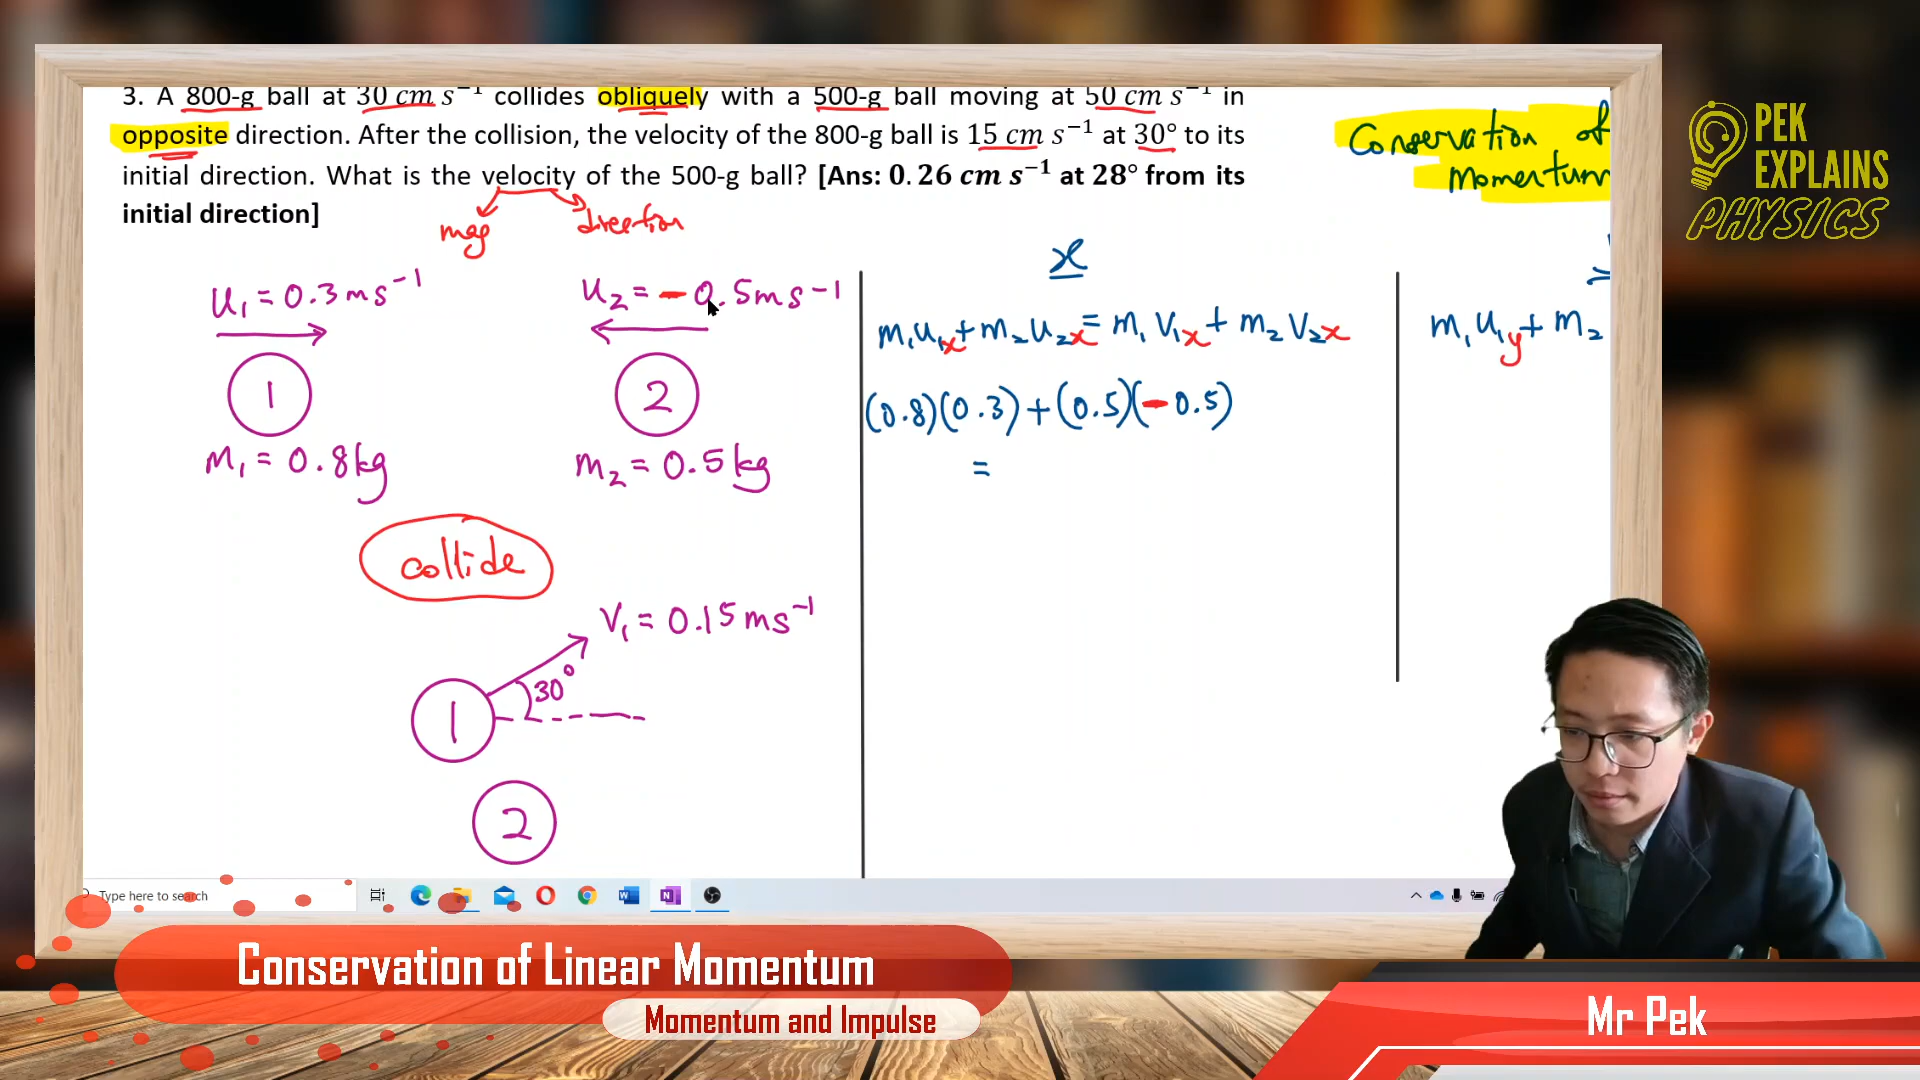 3. A 800-g ball at 30 cm s⁻¹ collides obliquely with a 500-g ball moving at 50 cm s⁻¹ in
opposite direction. After the collision, the velocity of the 800-g ball is 15 cm s⁻¹ at 30° to its
initial direction. What is the velocity of the 500-g ball? [Ans: 0.26 cm s⁻¹ at 28° from its
initial direction]
mag
direction
Conservation of
Momentum
PEK
EXPLAINS
PHYSICS
u₁ = 0.3 ms⁻¹
u₂ = -0.5 ms⁻¹
1
2
m₁ = 0.8 kg
m₂ = 0.5 kg
collide
v₁ = 0.15 ms⁻¹
30°
1
2
x
m₁u₁ₓ + m₂u₂ₓ = m₁v₁ₓ + m₂v₂ₓ
(0.8)(0.3) + (0.5)(-0.5)
=
m₁u₁y + m₂
Type here to search
Conservation of Linear Momentum
Momentum and Impulse
Mr Pek